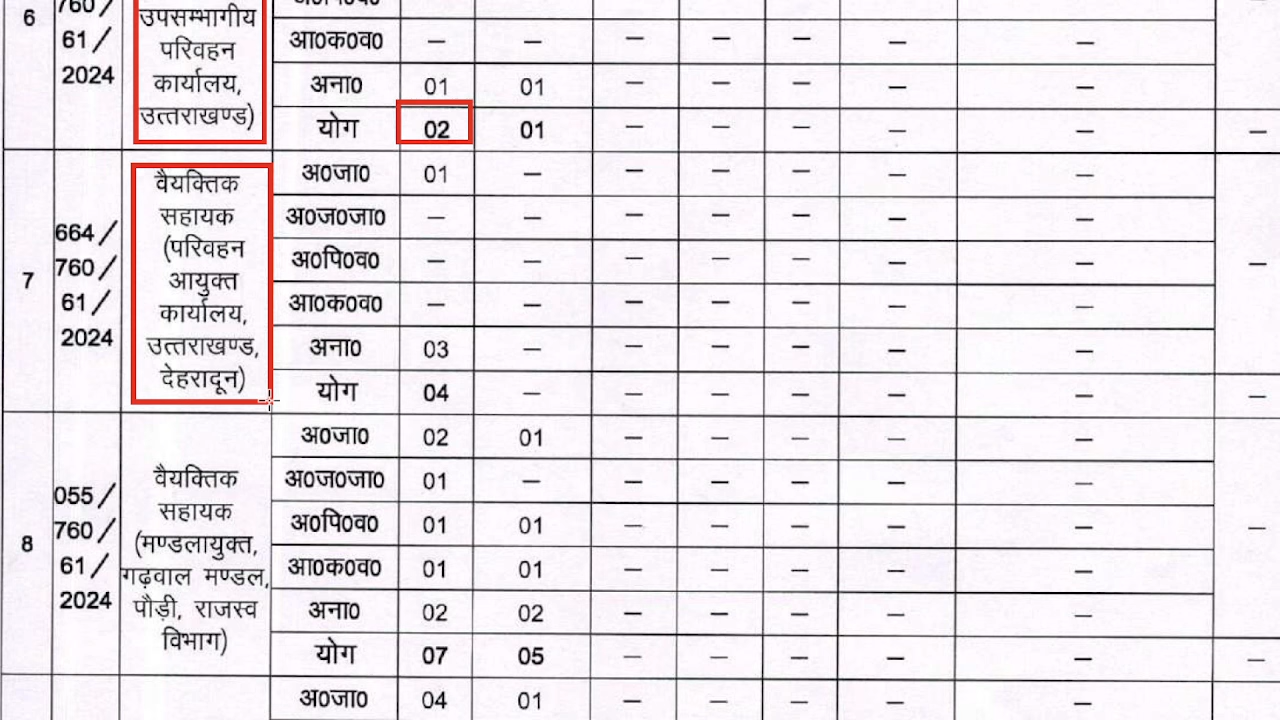 6
760/
61/
2024
उपसम्भागीय
परिवहन
कार्यालय,
उत्तराखण्ड)
आ0क0व0 – – – – – – –
अना0 01 01 – – – – –
योग 02 01 – – – – – –
7
664/
760/
61/
2024
वैयक्तिक
सहायक
(परिवहन
आयुक्त
कार्यालय,
उत्तराखण्ड,
देहरादून)
अ0जा0 01 – – – – – –
अ0ज0जा0 – – – – – – –
अ0पि0व0 – – – – – – – –
आ0क0व0 – – – – – – –
अना0 03 – – – – – –
योग 04 – – – – – – –
8
055/
760/
61/
2024
वैयक्तिक
सहायक
(मण्डलायुक्त,
गढ़वाल मण्डल,
पौड़ी, राजस्व
विभाग)
अ0जा0 02 01 – – – – –
अ0ज0जा0 01 – – – – – –
अ0पि0व0 01 01 – – – – – –
आ0क0व0 01 01 – – – – –
अना0 02 02 – – – – –
योग 07 05 – – – – – –
अ0जा0 04 01 – – – – –